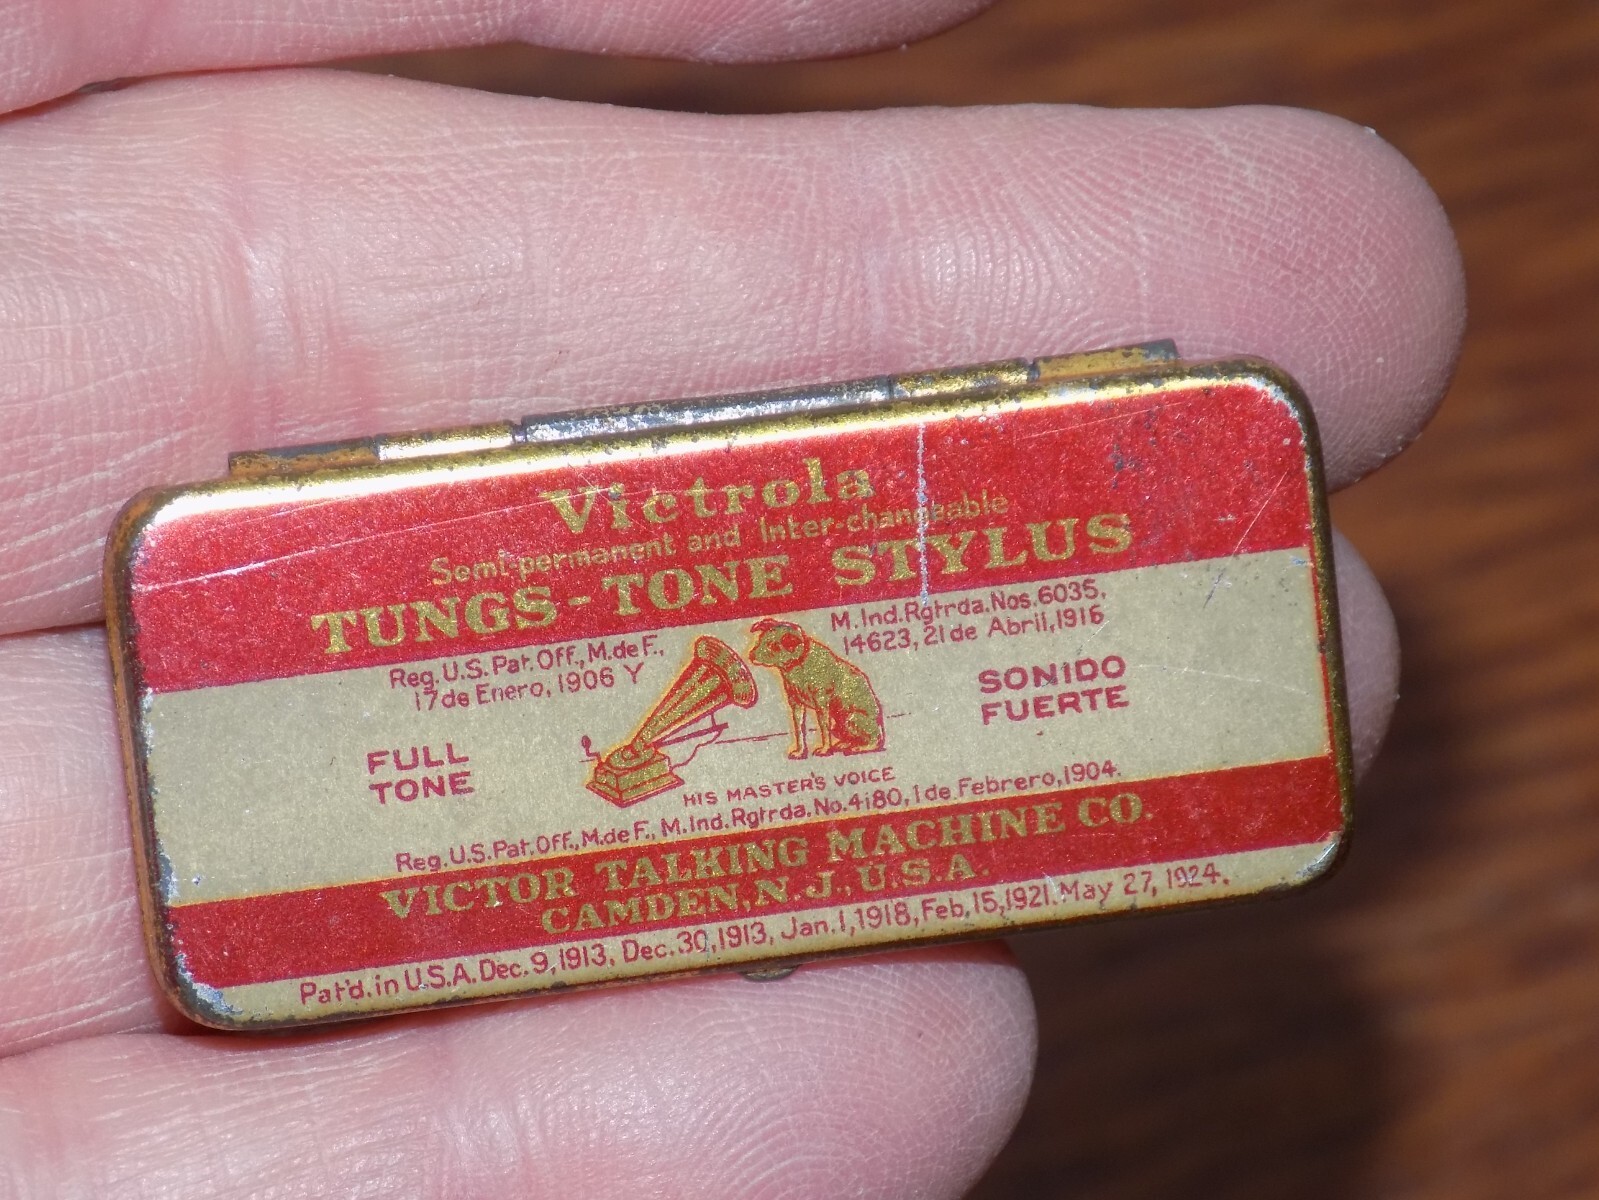 Victrola
Semi-permanent and Inter-changeable
TUNGS-TONE STYLUS
Reg.U.S.Pat.Off., M.de F.,
17 de Enero, 1906 Y
M.Ind.Rgtrda.Nos.6035,
14623, 21 de Abril, 1916
FULL
TONE
SONIDO
FUERTE
HIS MASTER'S VOICE
Reg.U.S.Pat.Off., M.de F., M.Ind.Rgtrda.No.4180, 1 de Febrero, 1904.
VICTOR TALKING MACHINE CO.
CAMDEN, N.J., U.S.A.
Pat'd. in U.S.A. Dec. 9, 1913, Dec. 30, 1913, Jan. 1, 1918, Feb. 15, 1921. May 27, 1924.